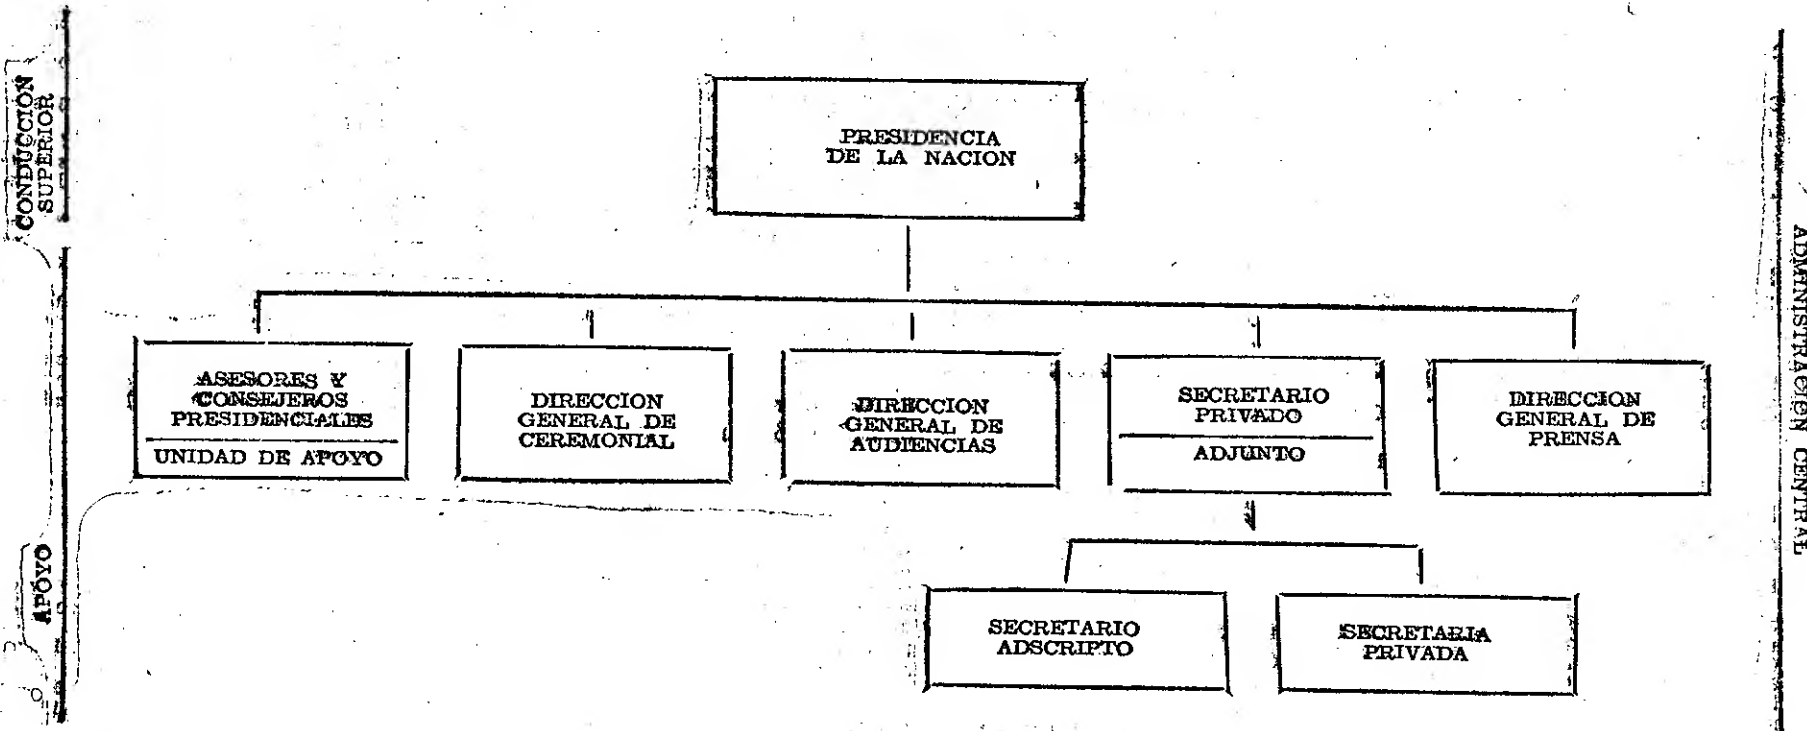 CONDUCCION
SUPERIOR
PRESIDENCIA
DE LA NACION
ADMINISTRACION CENTRAL
APOYO
ASESORES Y
CONSEJEROS
PRESIDENCIALES
UNIDAD DE APOYO
DIRECCION
GENERAL DE
CEREMONIAL
DIRECCION
GENERAL DE
AUDIENCIAS
SECRETARIO
PRIVADO
ADJUNTO
DIRECCION
GENERAL DE
PRENSA
SECRETARIO
ADSCRIPTO
SECRETARIA
PRIVADA